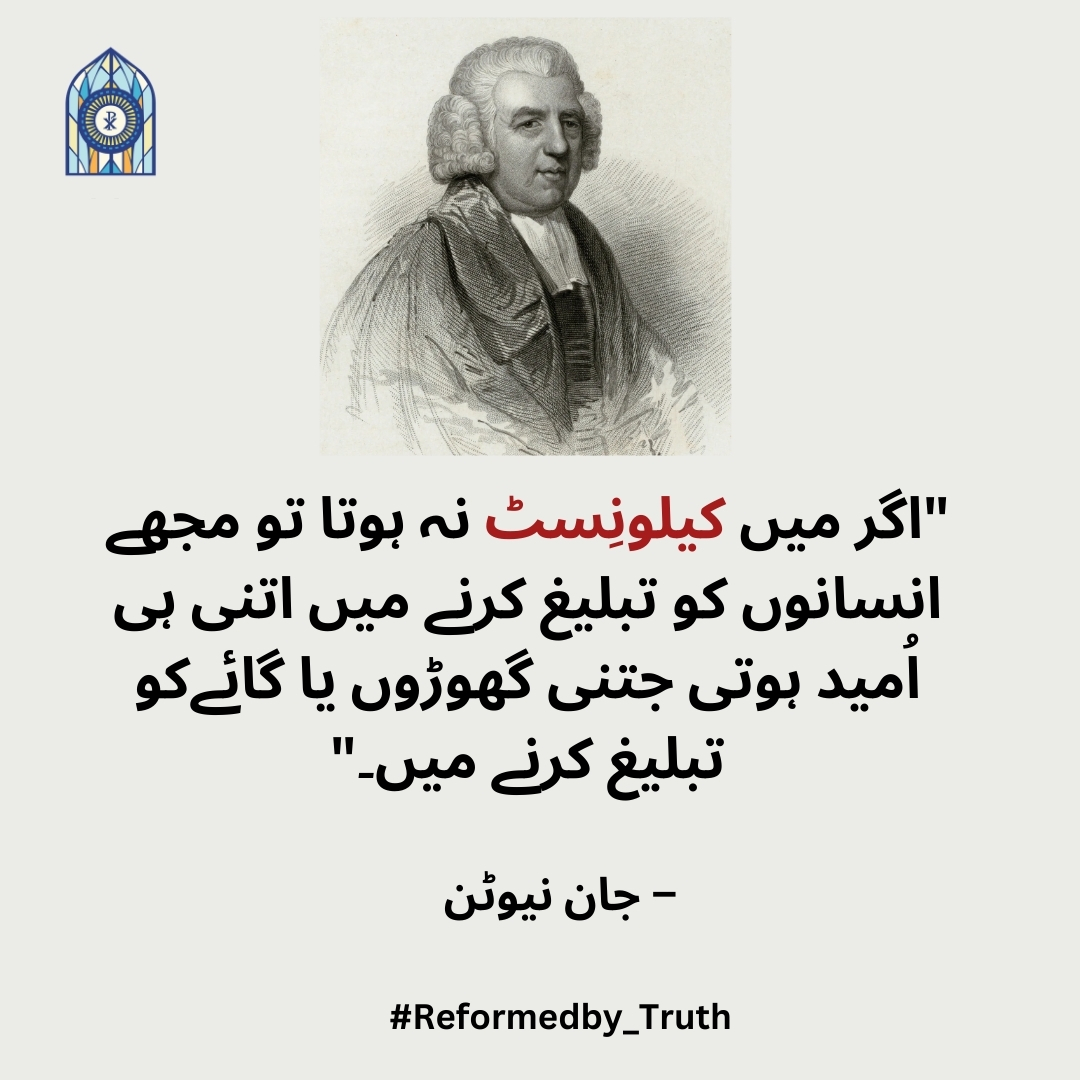 "اگر میں کیلونِسٹ نہ ہوتا تو مجھے
انسانوں کو تبلیغ کرنے میں اتنی ہی
اُمید ہوتی جتنی گھوڑوں یا گائےکو
تبلیغ کرنے میں۔"
– جان نیوٹن
#Reformedby_Truth